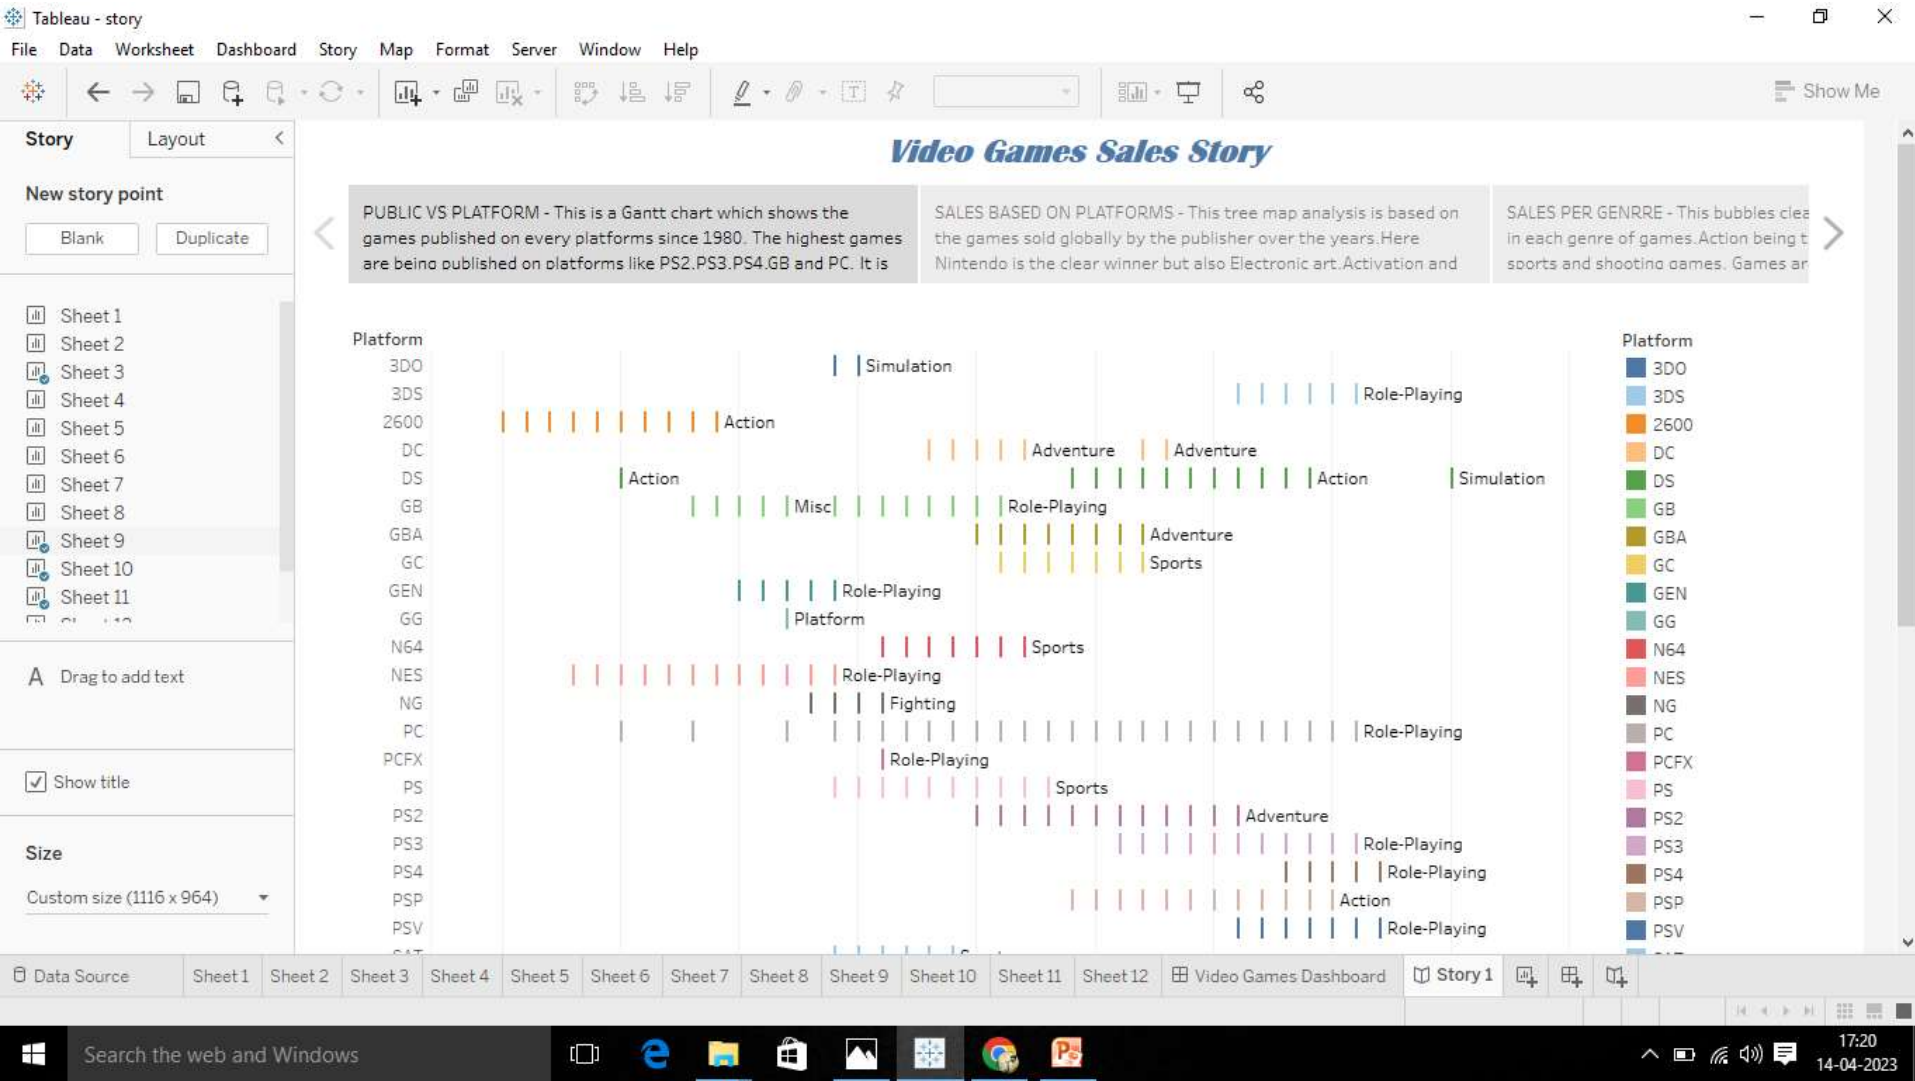 Tableau - story
File Data Worksheet Dashboard Story Map Format Server Window Help
Show Me
Story Layout
New story point
Blank Duplicate
Sheet 1
Sheet 2
Sheet 3
Sheet 4
Sheet 5
Sheet 6
Sheet 7
Sheet 8
Sheet 9
Sheet 10
Sheet 11
A Drag to add text
Show title
Size
Custom size (1116 x 964)
Video Games Sales Story
PUBLIC VS PLATFORM - This is a Gantt chart which shows the
games published on every platforms since 1980. The highest games
are being published on platforms like PS2.PS3.PS4.GB and PC. It is
SALES BASED ON PLATFORMS - This tree map analysis is based on
the games sold globally by the publisher over the years.Here
Nintendo is the clear winner but also Electronic art.Activation and
SALES PER GENRRE - This bubbles clea
in each genre of games.Action being t
sports and shooting games. Games ar
Platform
3DO Simulation
3DS Role-Playing
2600 Action
DC Adventure Adventure
DS Action Action Simulation
GB Misc Role-Playing
GBA Adventure
GC Sports
GEN Role-Playing
GG Platform
N64 Sports
NES Role-Playing
NG Fighting
PC Role-Playing
PCFX Role-Playing
PS Sports
PS2 Adventure
PS3 Role-Playing
PS4 Role-Playing
PSP Action
PSV Role-Playing
Platform
3DO
3DS
2600
DC
DS
GB
GBA
GC
GEN
GG
N64
NES
NG
PC
PCFX
PS
PS2
PS3
PS4
PSP
PSV
Data Source Sheet 1 Sheet 2 Sheet 3 Sheet 4 Sheet 5 Sheet 6 Sheet 7 Sheet 8 Sheet 9 Sheet 10 Sheet 11 Sheet 12 Video Games Dashboard Story 1
Search the web and Windows
17:20
14-04-2023